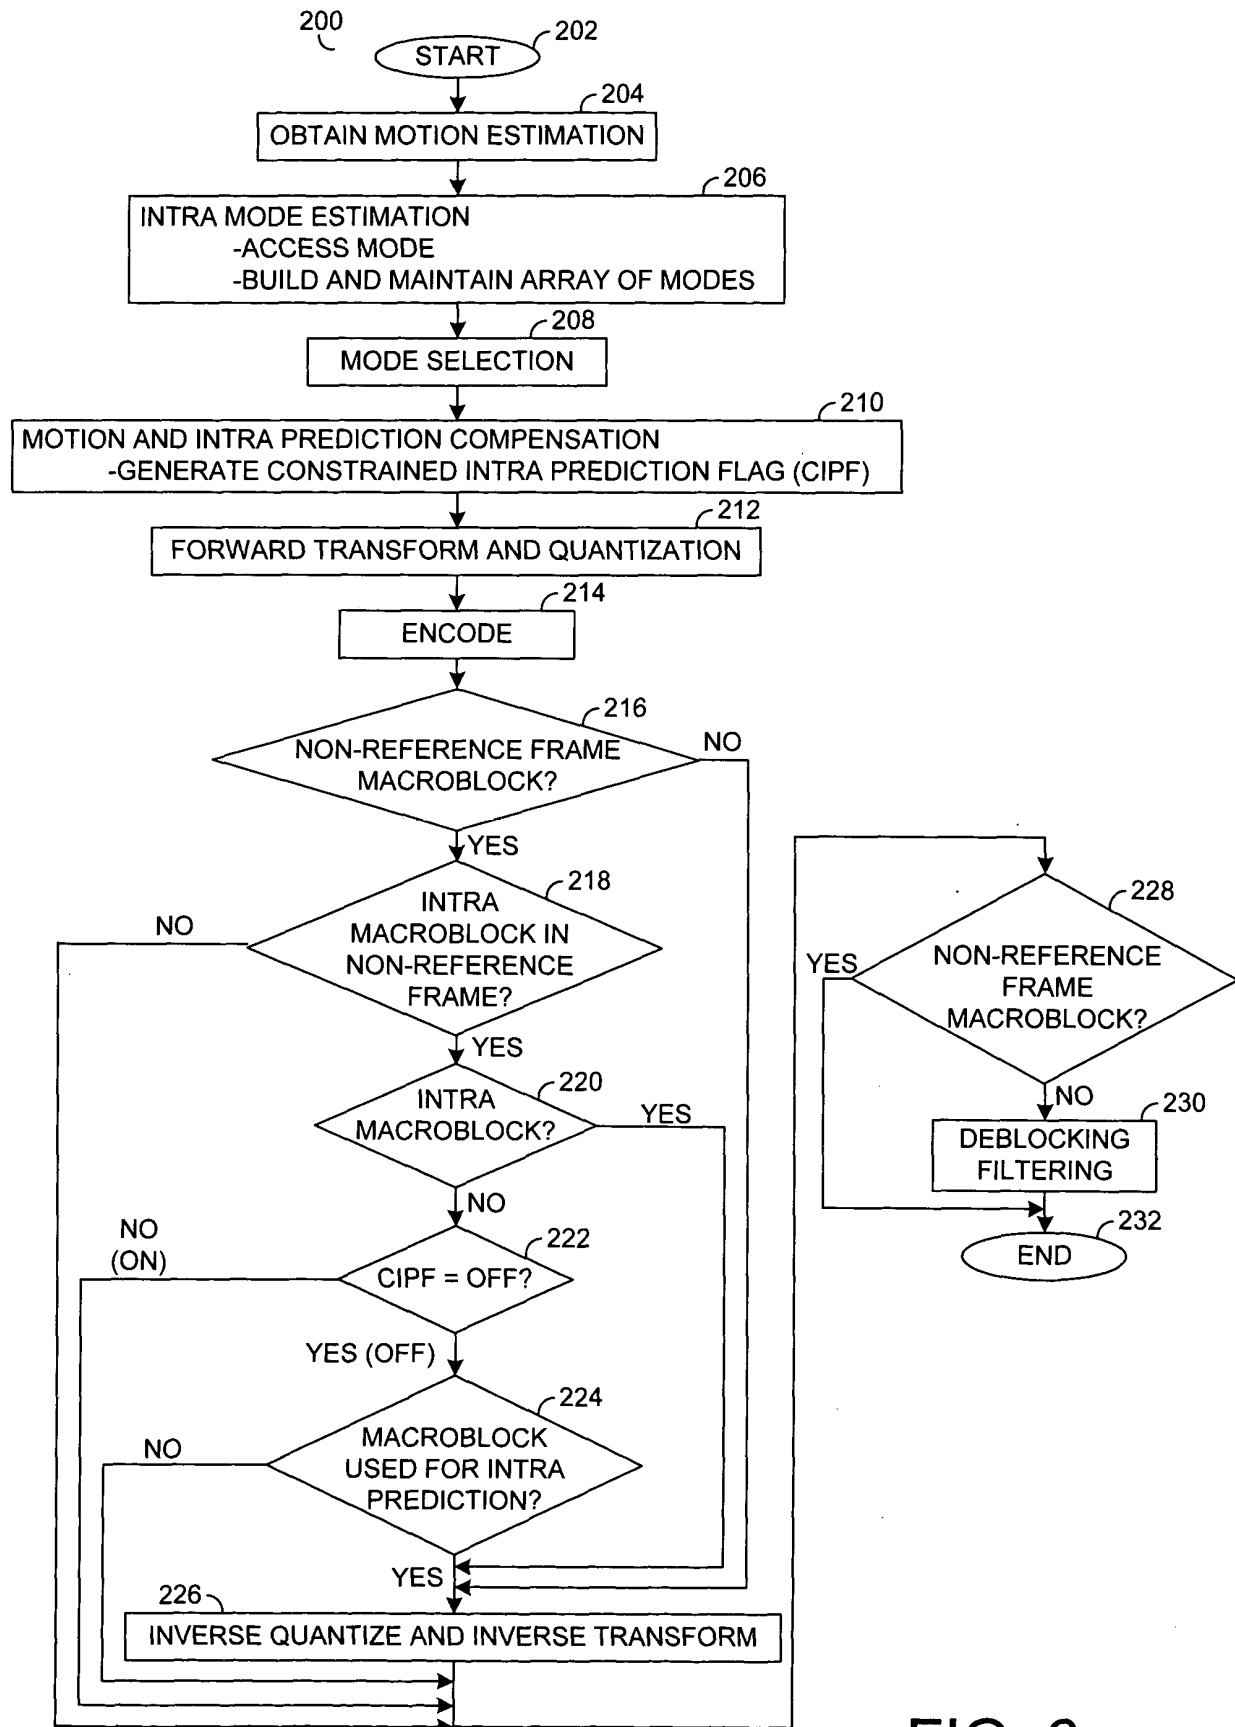 200
START
202
204
OBTAIN MOTION ESTIMATION
206
INTRA MODE ESTIMATION
-ACCESS MODE
-BUILD AND MAINTAIN ARRAY OF MODES
208
MODE SELECTION
210
MOTION AND INTRA PREDICTION COMPENSATION
-GENERATE CONSTRAINED INTRA PREDICTION FLAG (CIPF)
212
FORWARD TRANSFORM AND QUANTIZATION
214
ENCODE
216
NON-REFERENCE FRAME
MACROBLOCK?
NO
YES
218
INTRA
MACROBLOCK IN
NON-REFERENCE
FRAME?
NO
YES
220
INTRA
MACROBLOCK?
YES
NO
222
CIPF = OFF?
NO
(ON)
YES (OFF)
224
MACROBLOCK
USED FOR INTRA
PREDICTION?
NO
YES
226
INVERSE QUANTIZE AND INVERSE TRANSFORM
228
NON-REFERENCE
FRAME
MACROBLOCK?
YES
NO
230
DEBLOCKING
FILTERING
232
END